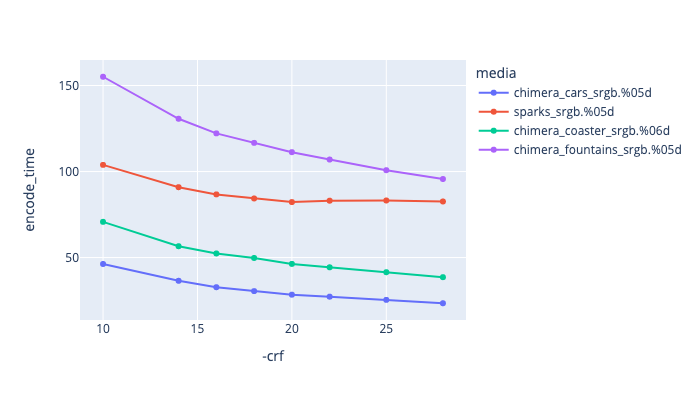 media
chimera_cars_srgb.%05d
sparks_srgb.%05d
chimera_coaster_srgb.%06d
chimera_fountains_srgb.%05d
150
100
50
encode_time
10 15 20 25
-crf